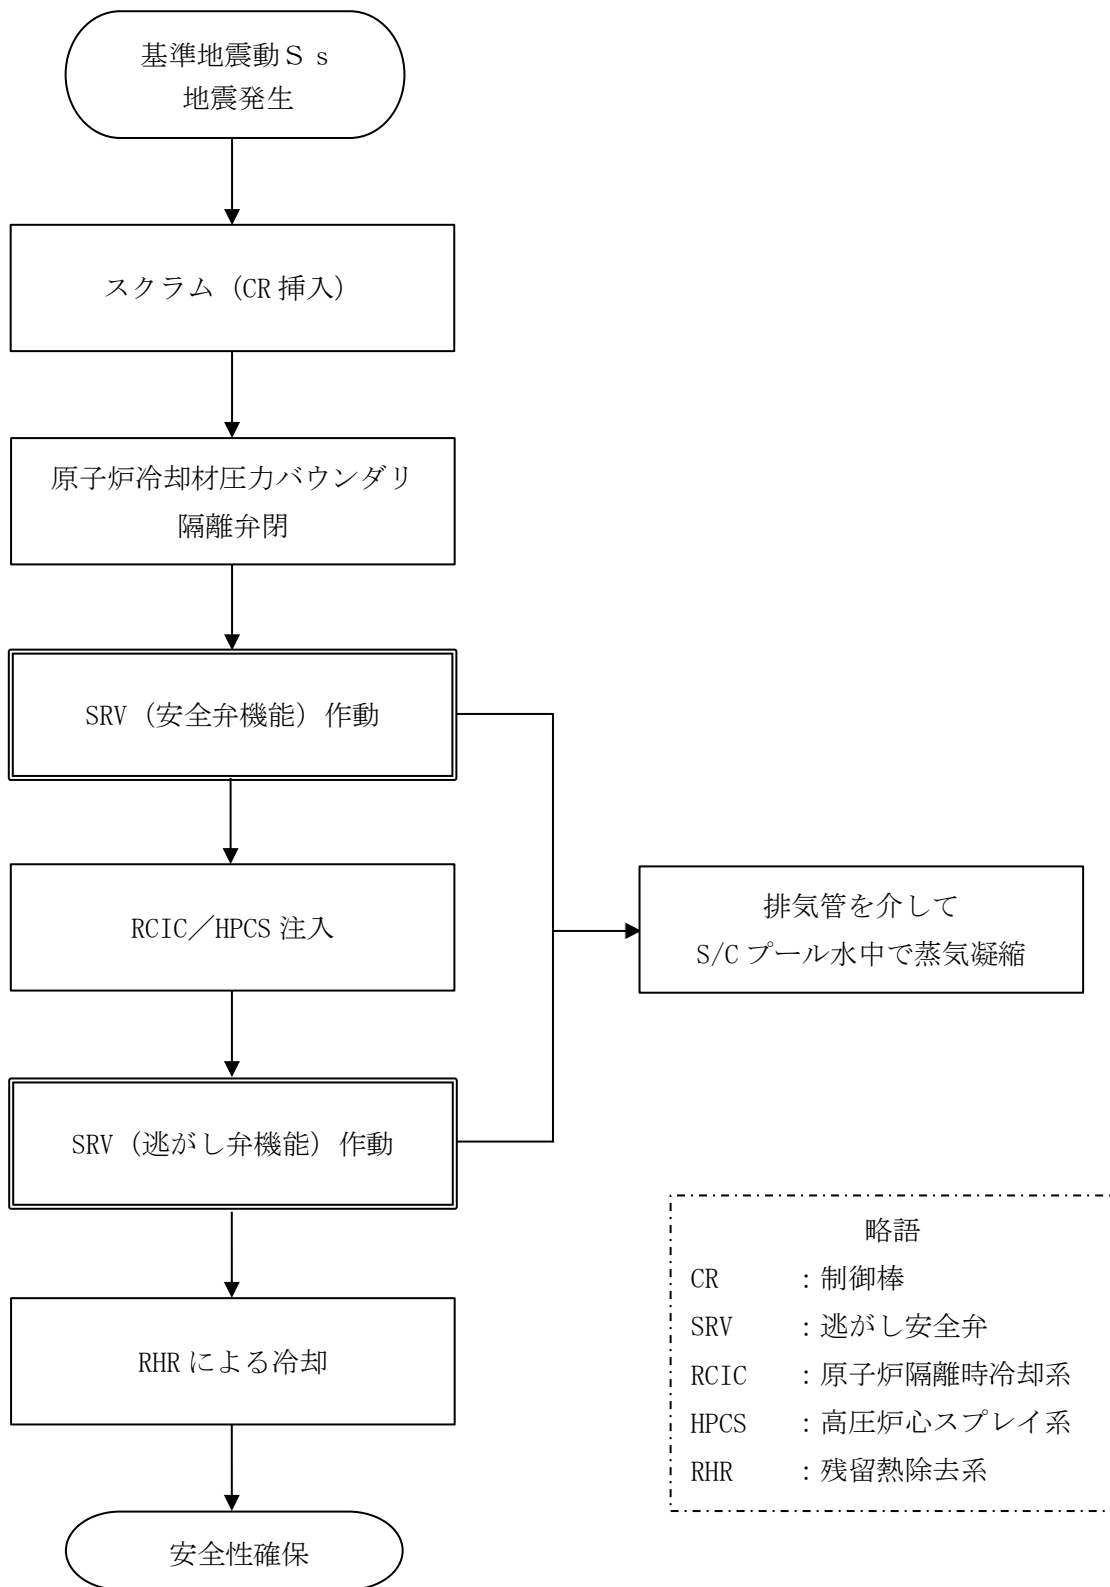 基準地震動Ｓｓ
地震発生
スクラム（CR 挿入）
原子炉冷却材圧力バウンダリ
隔離弁閉
SRV（安全弁機能）作動
RCIC／HPCS 注入
排気管を介して
S/C プール水中で蒸気凝縮
SRV（逃がし弁機能）作動
RHR による冷却
安全性確保
略語
CR ：制御棒
SRV ：逃がし安全弁
RCIC ：原子炉隔離時冷却系
HPCS ：高圧炉心スプレイ系
RHR ：残留熱除去系